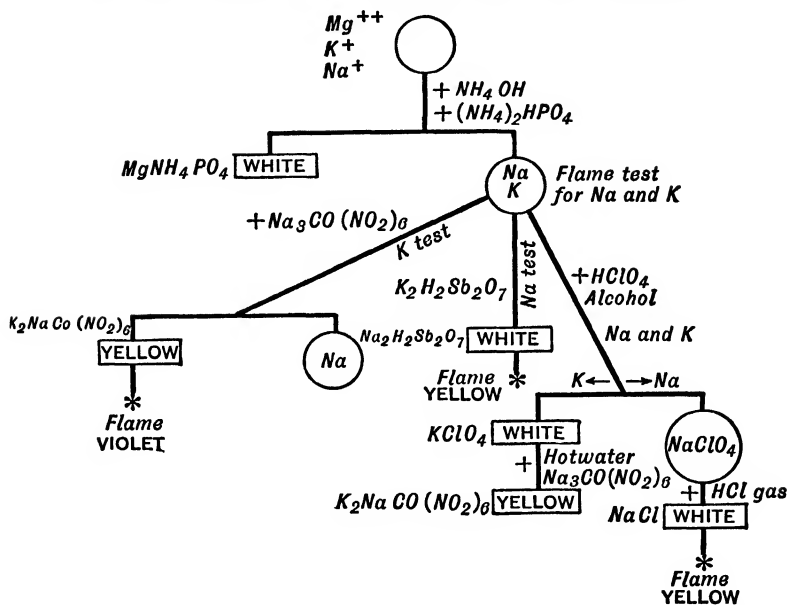 Mg++
K+
Na+
+ NH4 OH
+ (NH4)2HPO4
MgNH4 PO4 WHITE
Na
K
Flame test
for Na and K
+Na3CO (NO2)6
K test
K2H2Sb2O7
Na test
+HClO4
Alcohol
Na and K
K2NaCo (NO2)6
YELLOW
Na
Na2H2Sb2O7 WHITE
Flame
YELLOW
*
*
Flame
VIOLET
K← →Na
KClO4 WHITE
NaClO4
+ Hotwater
Na3CO(NO2)6
K2Na CO (NO2)6 YELLOW
+ HCl gas
NaCl WHITE
*
Flame
YELLOW